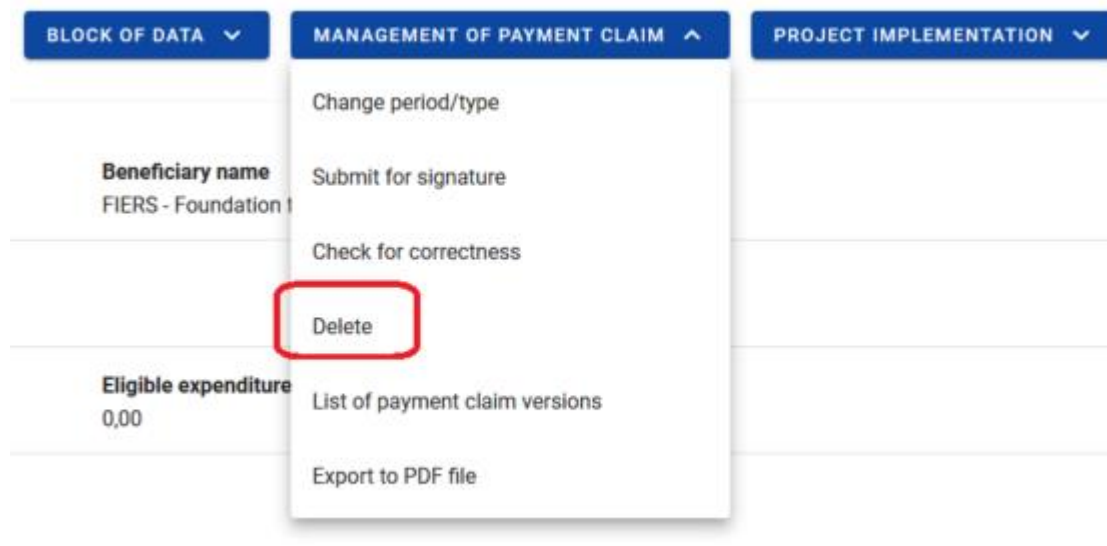 BLOCK OF DATA
MANAGEMENT OF PAYMENT CLAIM
PROJECT IMPLEMENTATION
Change period/type
Beneficiary name
FIERS - Foundation
Submit for signature
Check for correctness
Delete
Eligible expenditure
0,00
List of payment claim versions
Export to PDF file